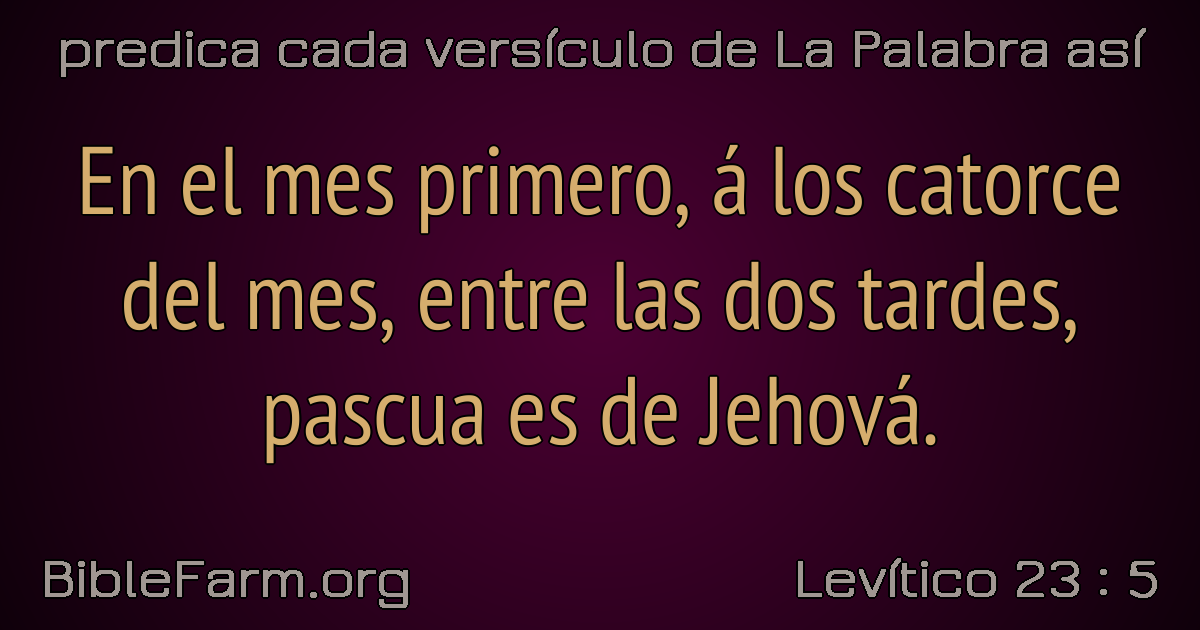 predica cada versículo de La Palabra así
En el mes primero, á los catorce
del mes, entre las dos tardes,
pascua es de Jehová.
BibleFarm.org
Levítico 23 : 5